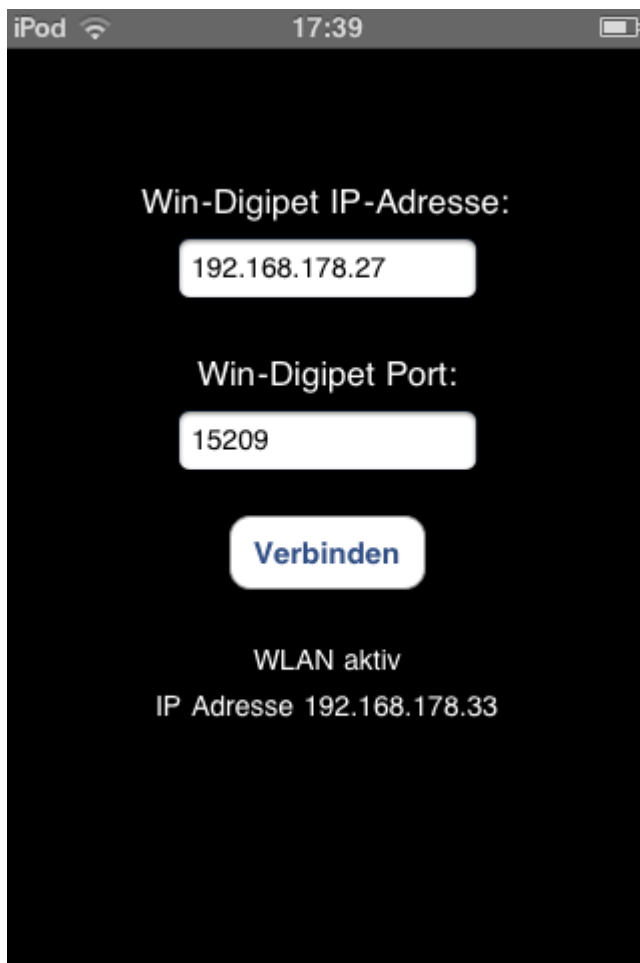 iPod 17:39
Win-Digipet IP-Adresse:
192.168.178.27
Win-Digipet Port:
15209
Verbinden
WLAN aktiv
IP Adresse 192.168.178.33